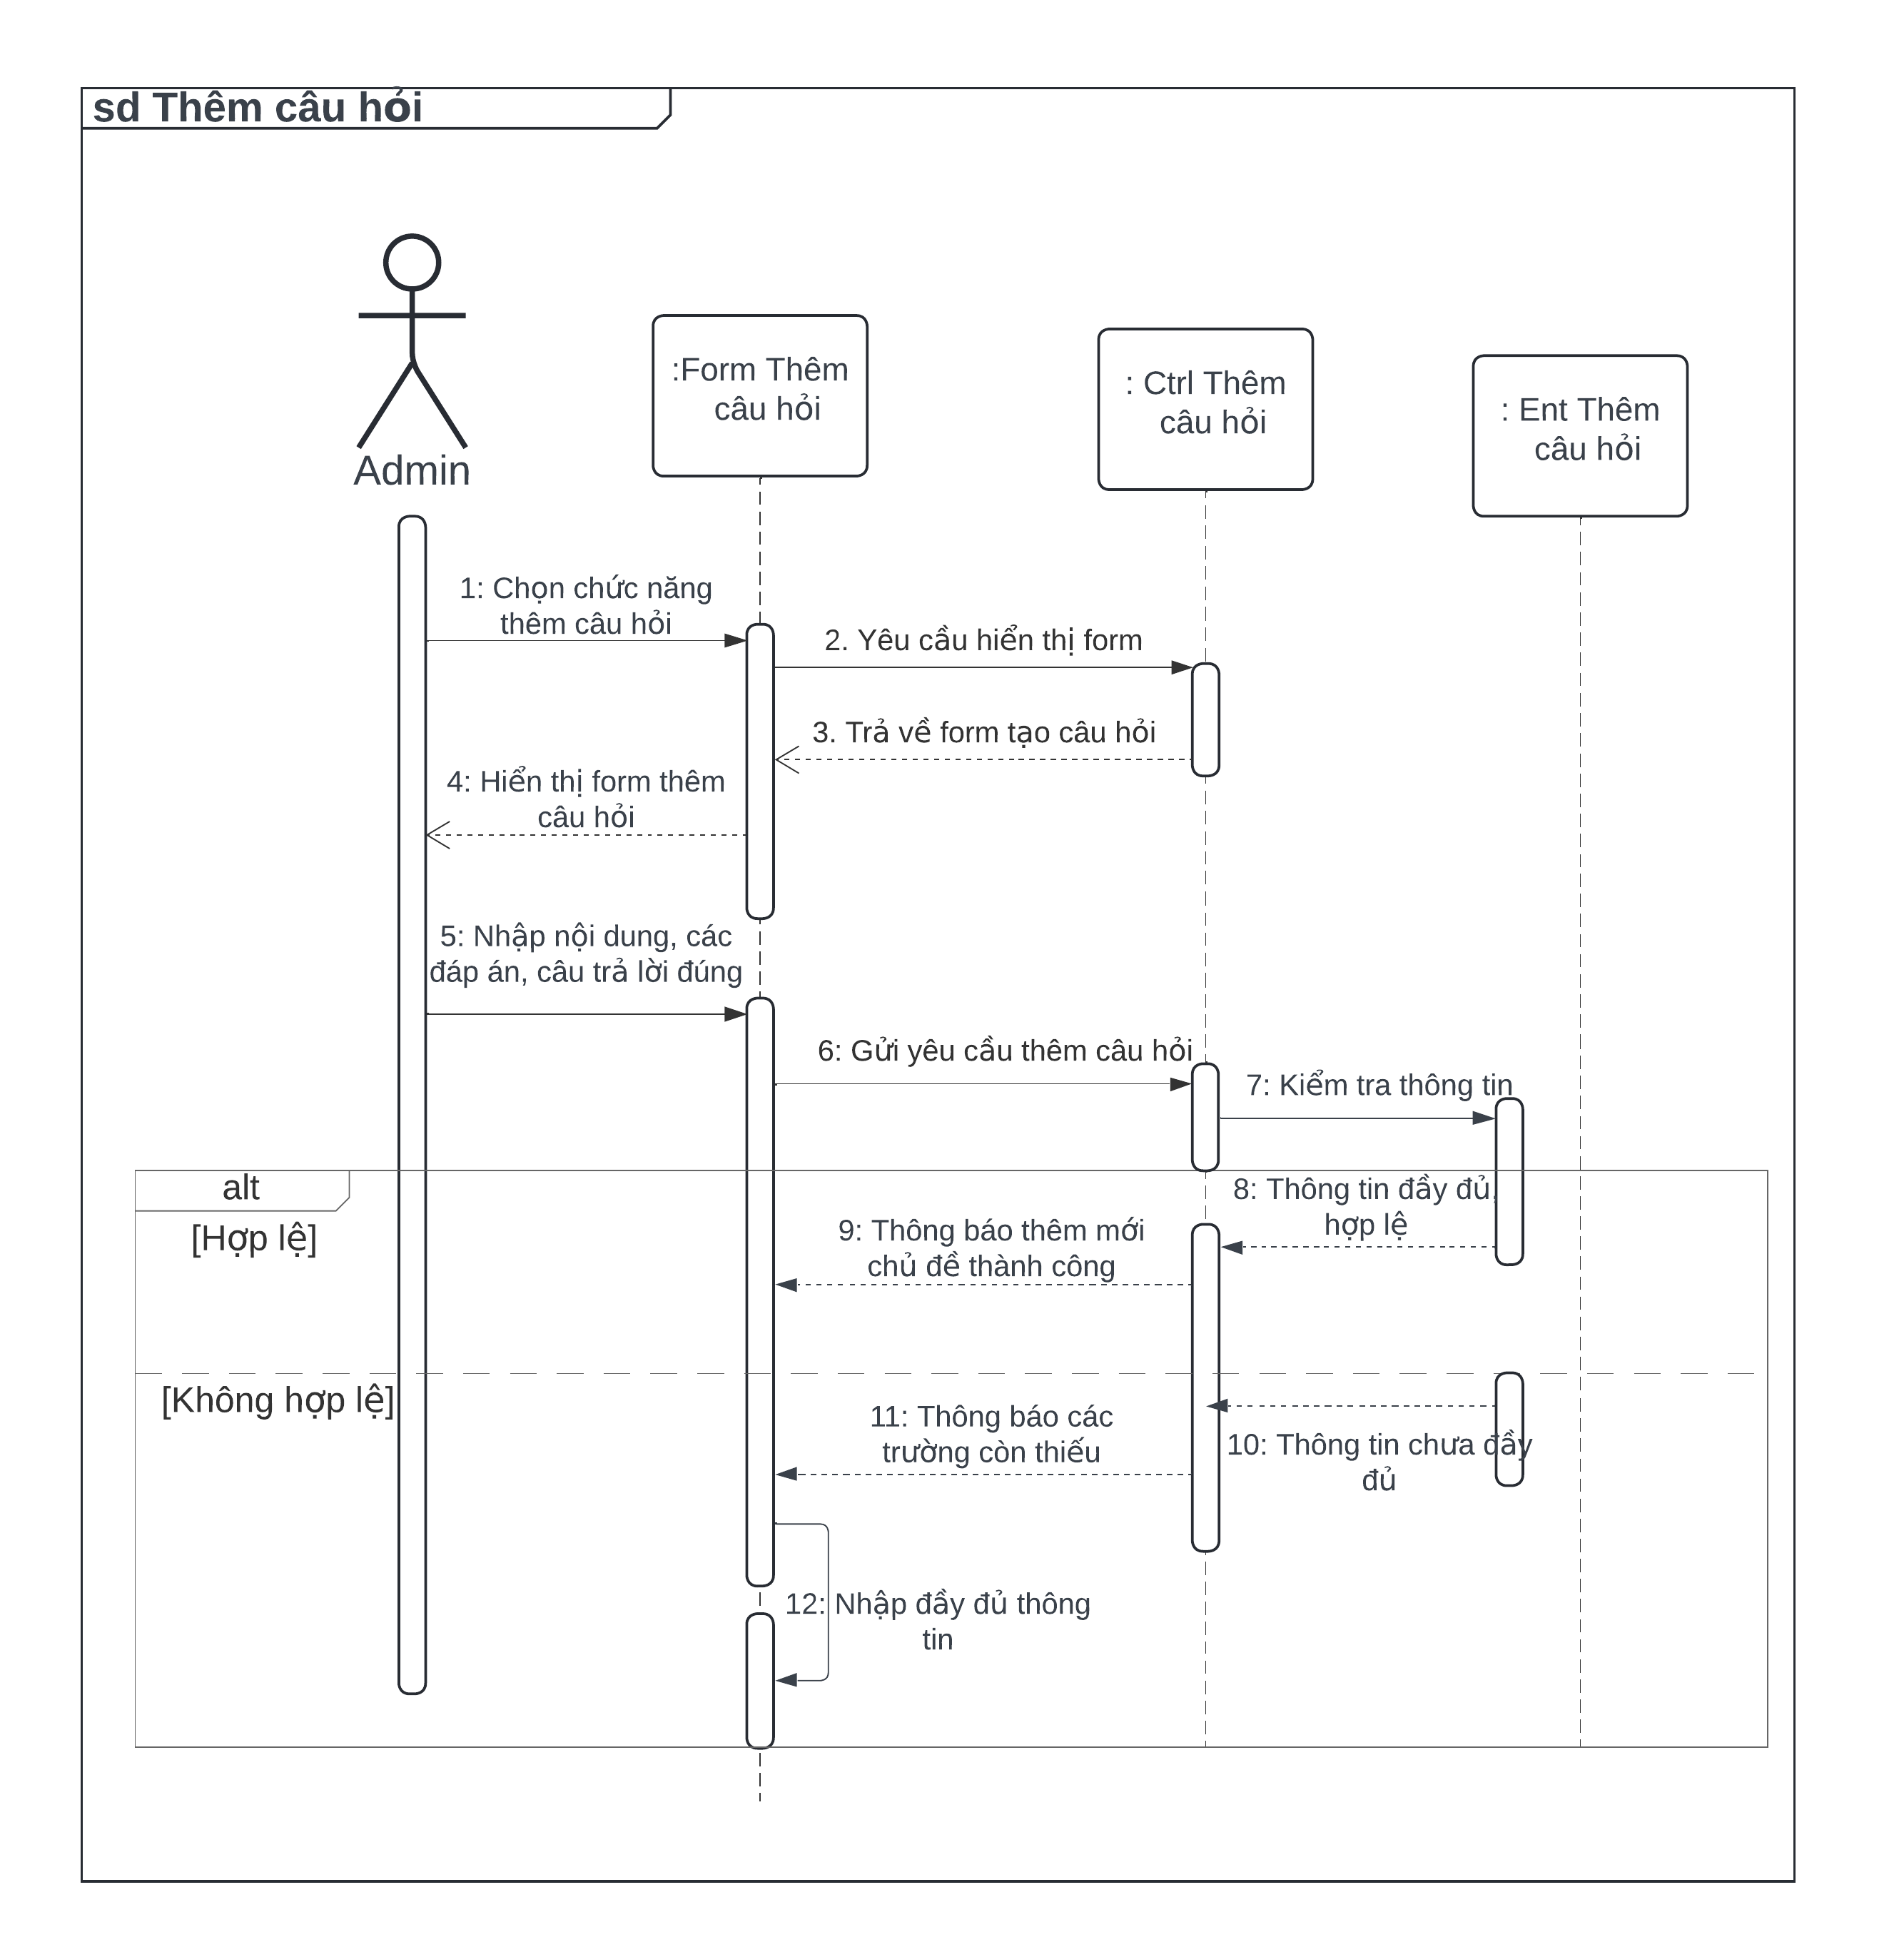 sd Thêm câu hỏi
Admin
:Form Thêm
câu hỏi
: Ctrl Thêm
câu hỏi
: Ent Thêm
câu hỏi
1: Chọn chức năng
thêm câu hỏi
2. Yêu cầu hiển thị form
3. Trả về form tạo câu hỏi
4: Hiển thị form thêm
câu hỏi
5: Nhập nội dung, các
đáp án, câu trả lời đúng
6: Gửi yêu cầu thêm câu hỏi
7: Kiểm tra thông tin
alt
[Hợp lệ]
8: Thông tin đầy đủ,
hợp lệ
9: Thông báo thêm mới
chủ đề thành công
[Không hợp lệ]
10: Thông tin chưa đầy
đủ
11: Thông báo các
trường còn thiếu
12: Nhập đầy đủ thông
tin